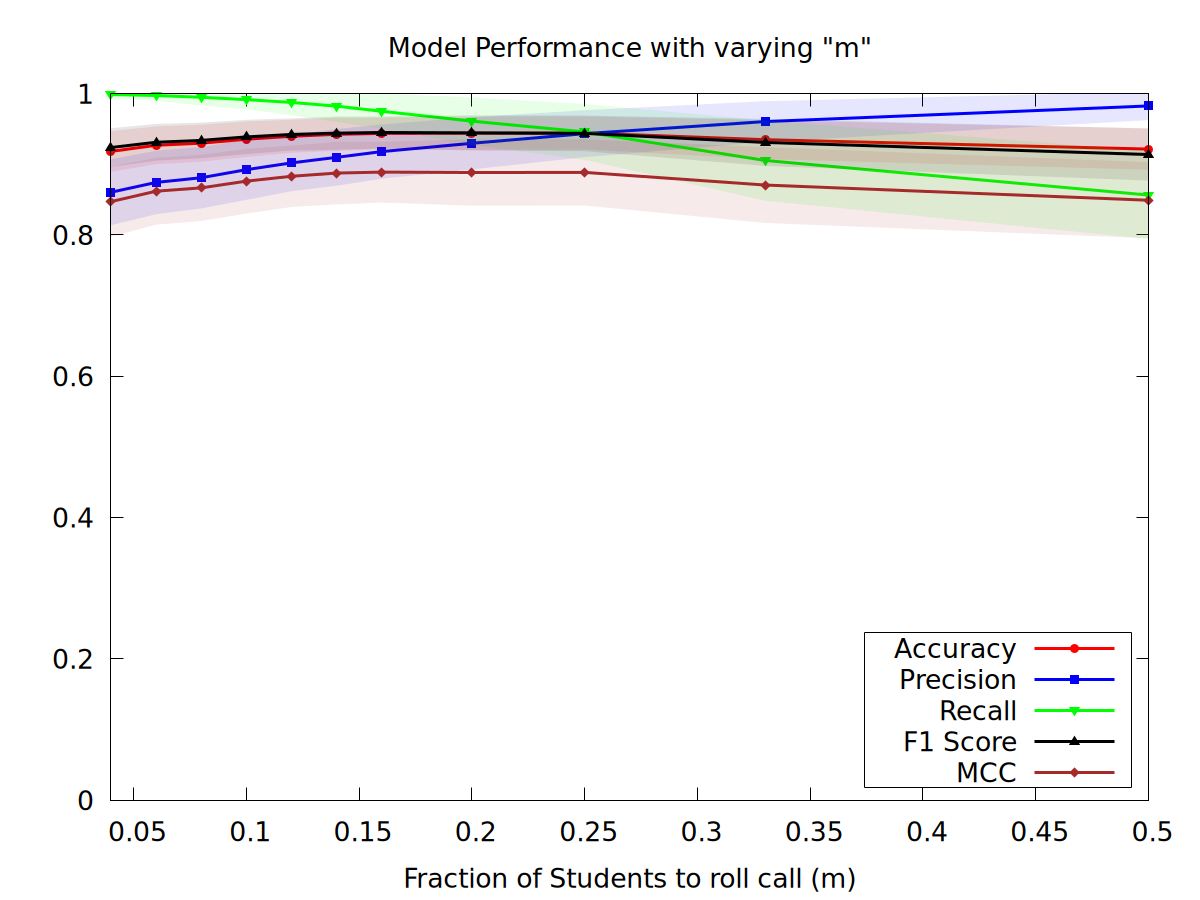 Model Performance with varying "m"
1
0.8
0.6
0.4
0.2
0
Accuracy
Precision
Recall
F1 Score
MCC
0.05 0.1 0.15 0.2 0.25 0.3 0.35 0.4 0.45 0.5
Fraction of Students to roll call (m)